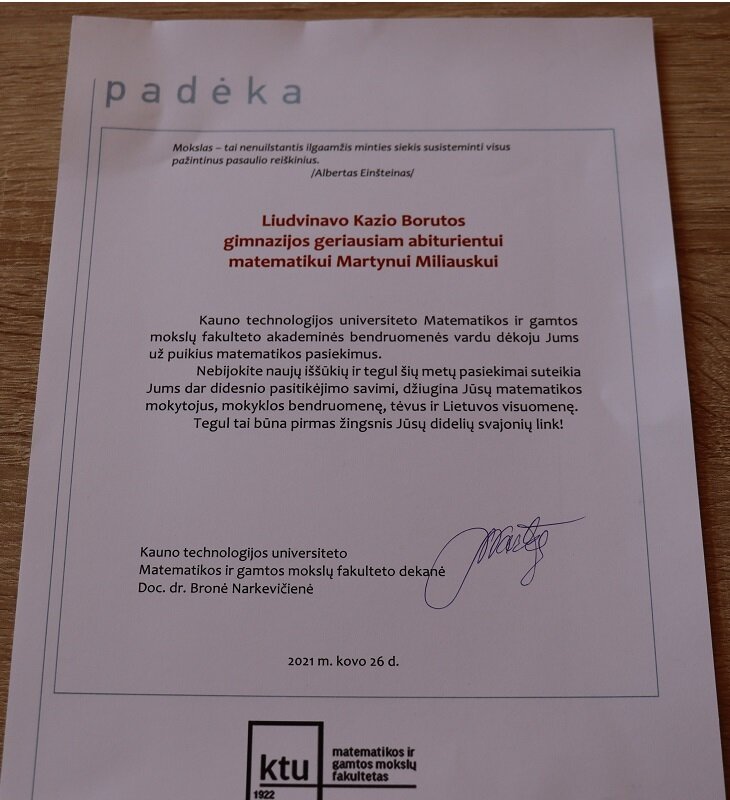 padėka
Mokslas – tai nenuilstantis ilgaamžis minties siekis susisteminti visus
pažintinus pasaulio reiškinius.
/Albertas Einšteinas/
Liudvinavo Kazio Borutos
gimnazijos geriausiam abiturientui
matematikui Martynui Miliauskui
Kauno technologijos universiteto Matematikos ir gamtos
mokslų fakulteto akademinės bendruomenės vardu dėkoju Jums
už puikius matematikos pasiekimus.
Nebijokite naujų iššūkių ir tegul šių metų pasiekimai suteikia
Jums dar didesnio pasitikėjimo savimi, džiugina Jūsų matematikos
mokytojus, mokyklos bendruomenę, tėvus ir Lietuvos visuomenę.
Tegul tai būna pirmas žingsnis Jūsų didelių svajonių link!
Kauno technologijos universiteto
Matematikos ir gamtos mokslų fakulteto dekanė
Doc. dr. Bronė Narkevičienė
2021 m. kovo 26 d.
ktu
1922
matematikos ir
gamtos mokslų
fakultetas